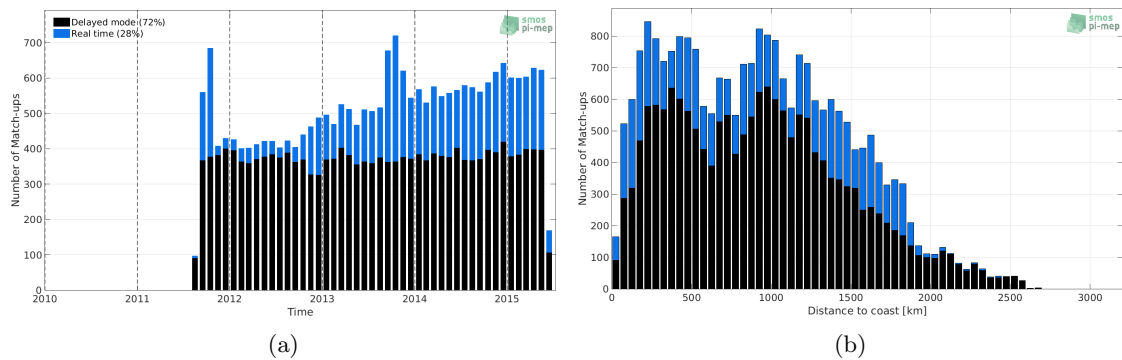 Delayed mode (72%)
Real time (28%)
smos
pi-mep
Number of Match-ups
700
600
500
400
300
200
100
0
2010
2011
2012
2013
2014
2015
Time
(a)
smos
pi-mep
Number of Match-ups
800
700
600
500
400
300
200
100
0
0
500
1000
1500
2000
2500
3000
Distance to coast [km]
(b)